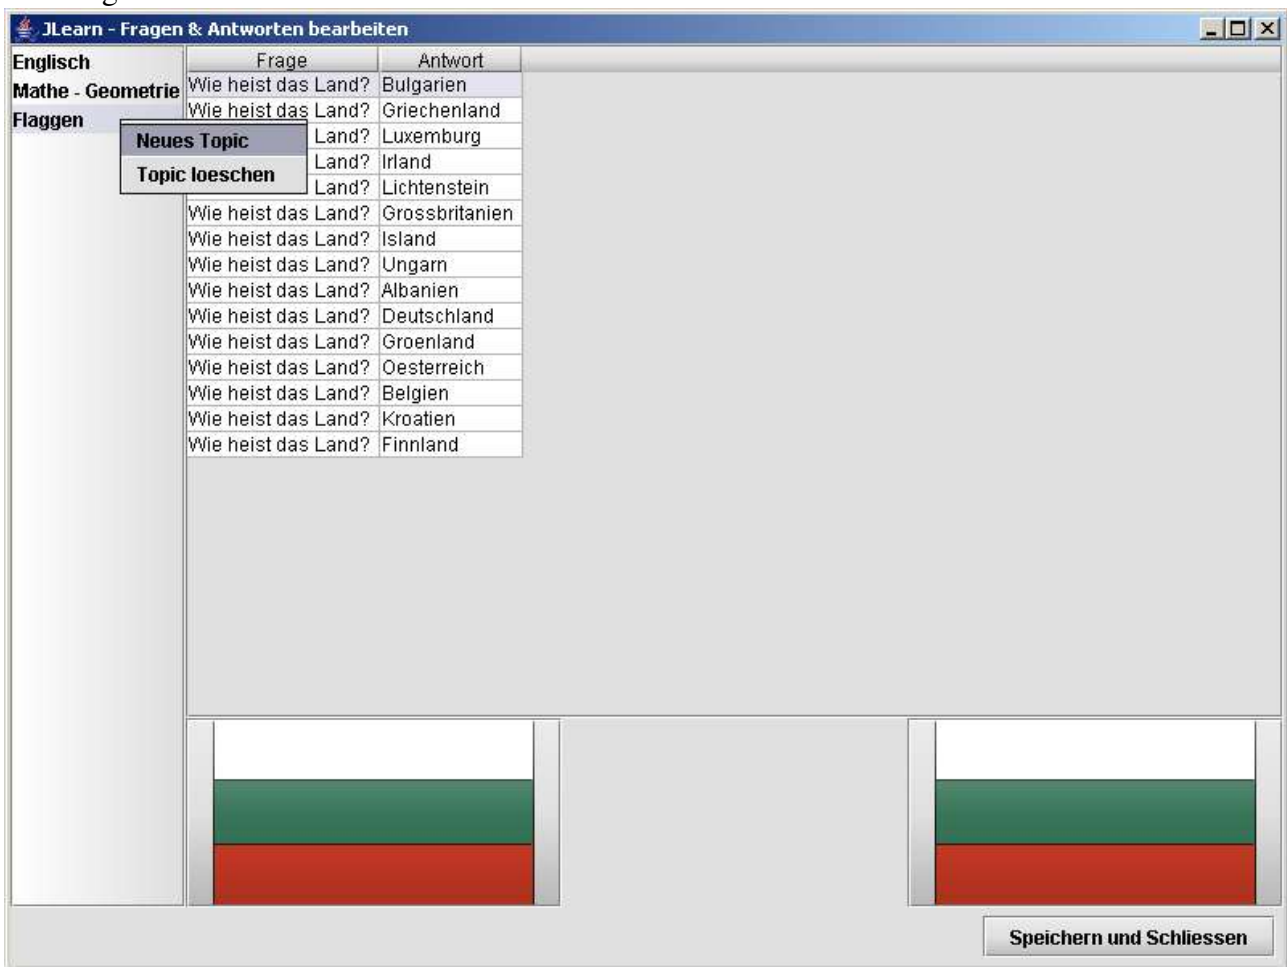 JLearn - Fragen & Antworten bearbeiten
Englisch
Mathe - Geometrie
Flaggen
Neues Topic
Topic loeschen
Frage Antwort
Wie heist das Land? Bulgarien
Wie heist das Land? Griechenland
Land? Luxemburg
Land? Irland
Land? Lichtenstein
Wie heist das Land? Grossbritanien
Wie heist das Land? Island
Wie heist das Land? Ungarn
Wie heist das Land? Albanien
Wie heist das Land? Deutschland
Wie heist das Land? Groenland
Wie heist das Land? Oesterreich
Wie heist das Land? Belgien
Wie heist das Land? Kroatien
Wie heist das Land? Finnland
Speichern und Schliessen